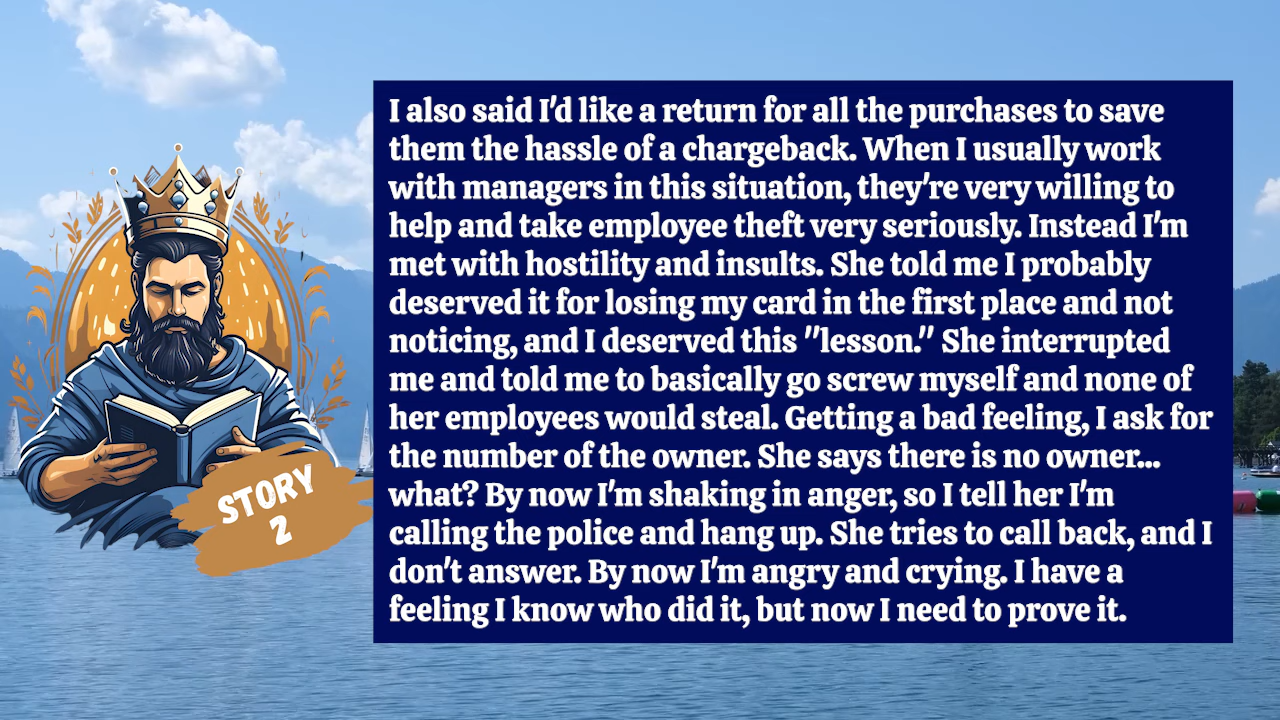 I also said I'd like a return for all the purchases to save
them the hassle of a chargeback. When I usually work
with managers in this situation, they're very willing to
help and take employee theft very seriously. Instead I'm
met with hostility and insults. She told me I probably
deserved it for losing my card in the first place and not
noticing, and I deserved this "lesson." She interrupted
me and told me to basically go screw myself and none of
her employees would steal. Getting a bad feeling, I ask for
the number of the owner. She says there is no owner...
what? By now I'm shaking in anger, so I tell her I'm
calling the police and hang up. She tries to call back, and I
don't answer. By now I'm angry and crying. I have a
feeling I know who did it, but now I need to prove it.
STORY
2